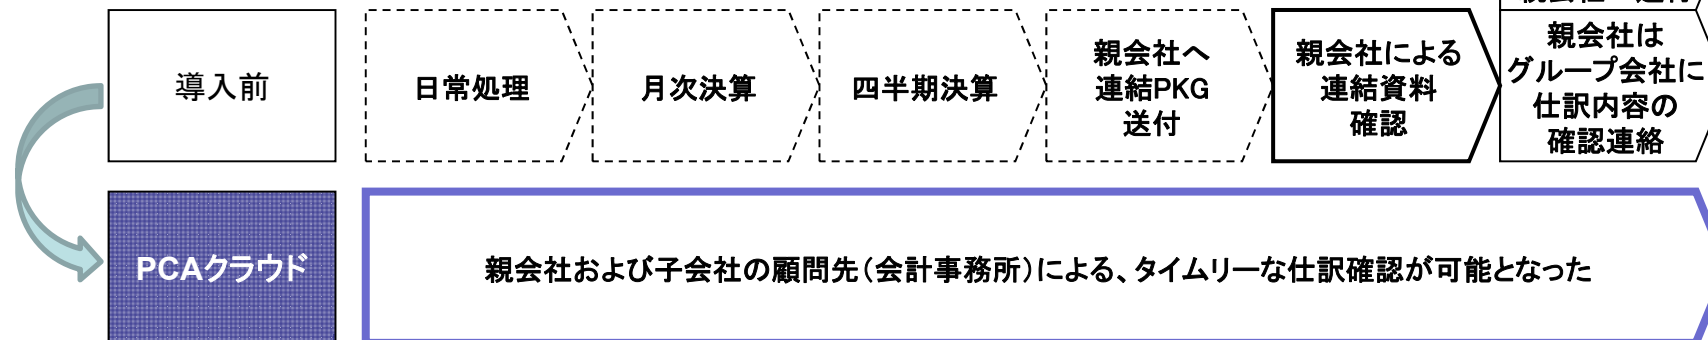 導入前
日常処理
月次決算
四半期決算
親会社へ
連結PKG
送付
親会社による
連結資料
確認
親会社は
グループ会社に
仕訳内容の
確認連絡
PCAクラウド
親会社および子会社の顧問先(会計事務所)による、タイムリーな仕訳確認が可能となった